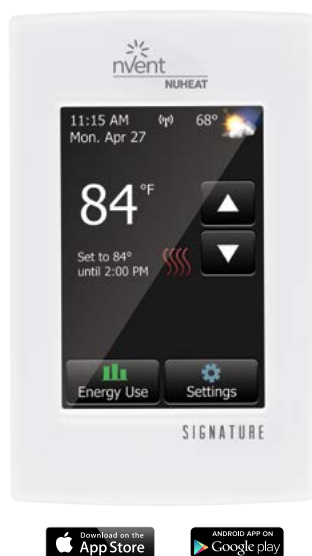 nvent
NUHEAT
11:15 AM 68°
Mon. Apr 27
84°F
Set to 84°
until 2:00 PM
Energy Use Settings
SIGNATURE
Download on the
App Store
ANDROID APP ON
Google play